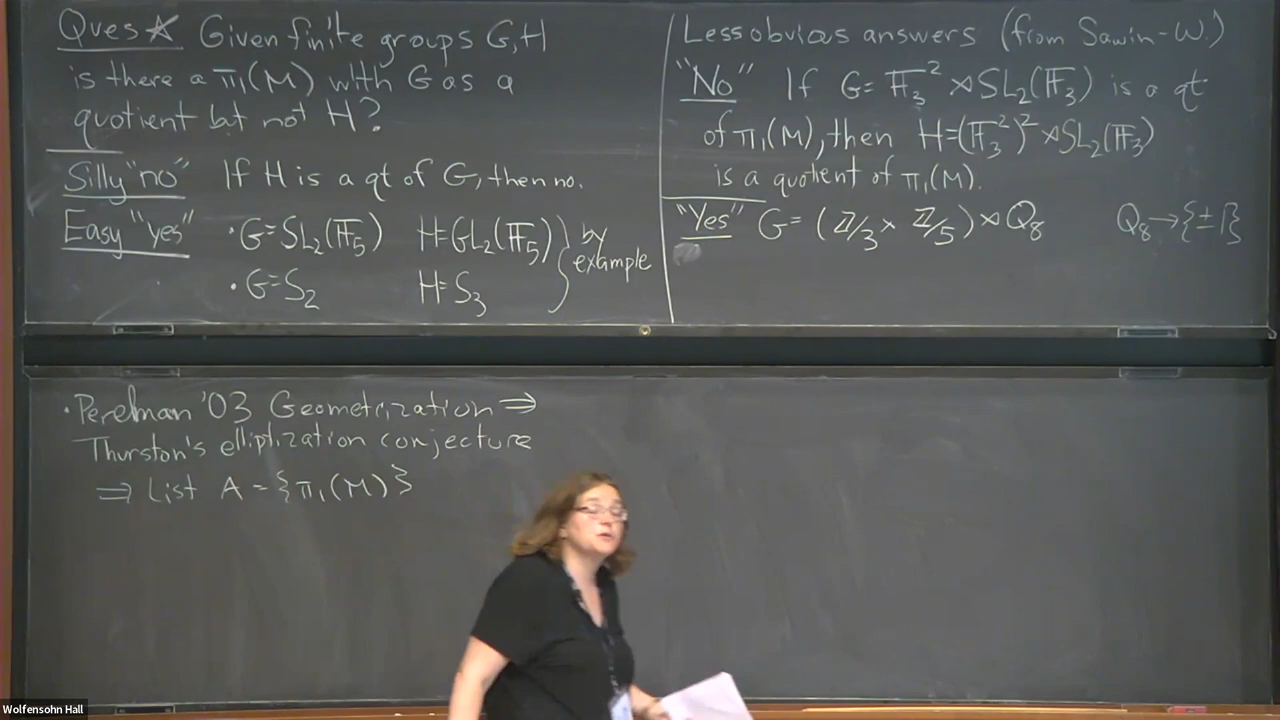 Ques ★ Given finite groups G, H
is there a π₁(M) with G as a
quotient but not H?
Silly "no" If H is a qt of G, then no.
Easy "yes" • G=SL₂(𝔽₅) H=GL₂(𝔽₅) } by example
• G=S₂ H=S₃
Less obvious answers (from Sawin-W.)
"No" If G= 𝔽₃² ⋊ SL₂(𝔽₃) is a qt
of π₁(M), then H=(𝔽₃²)² ⋊ SL₂(𝔽₃)
is a quotient of π₁(M).
"Yes" G= (ℤ/3 × ℤ/5) ⋊ Q₈ Q₈→{±1}
• Perelman '03 Geometrization ⇒
Thurston's elliptization conjecture
⇒ List A = {π₁(M)}
Wolfensohn Hall